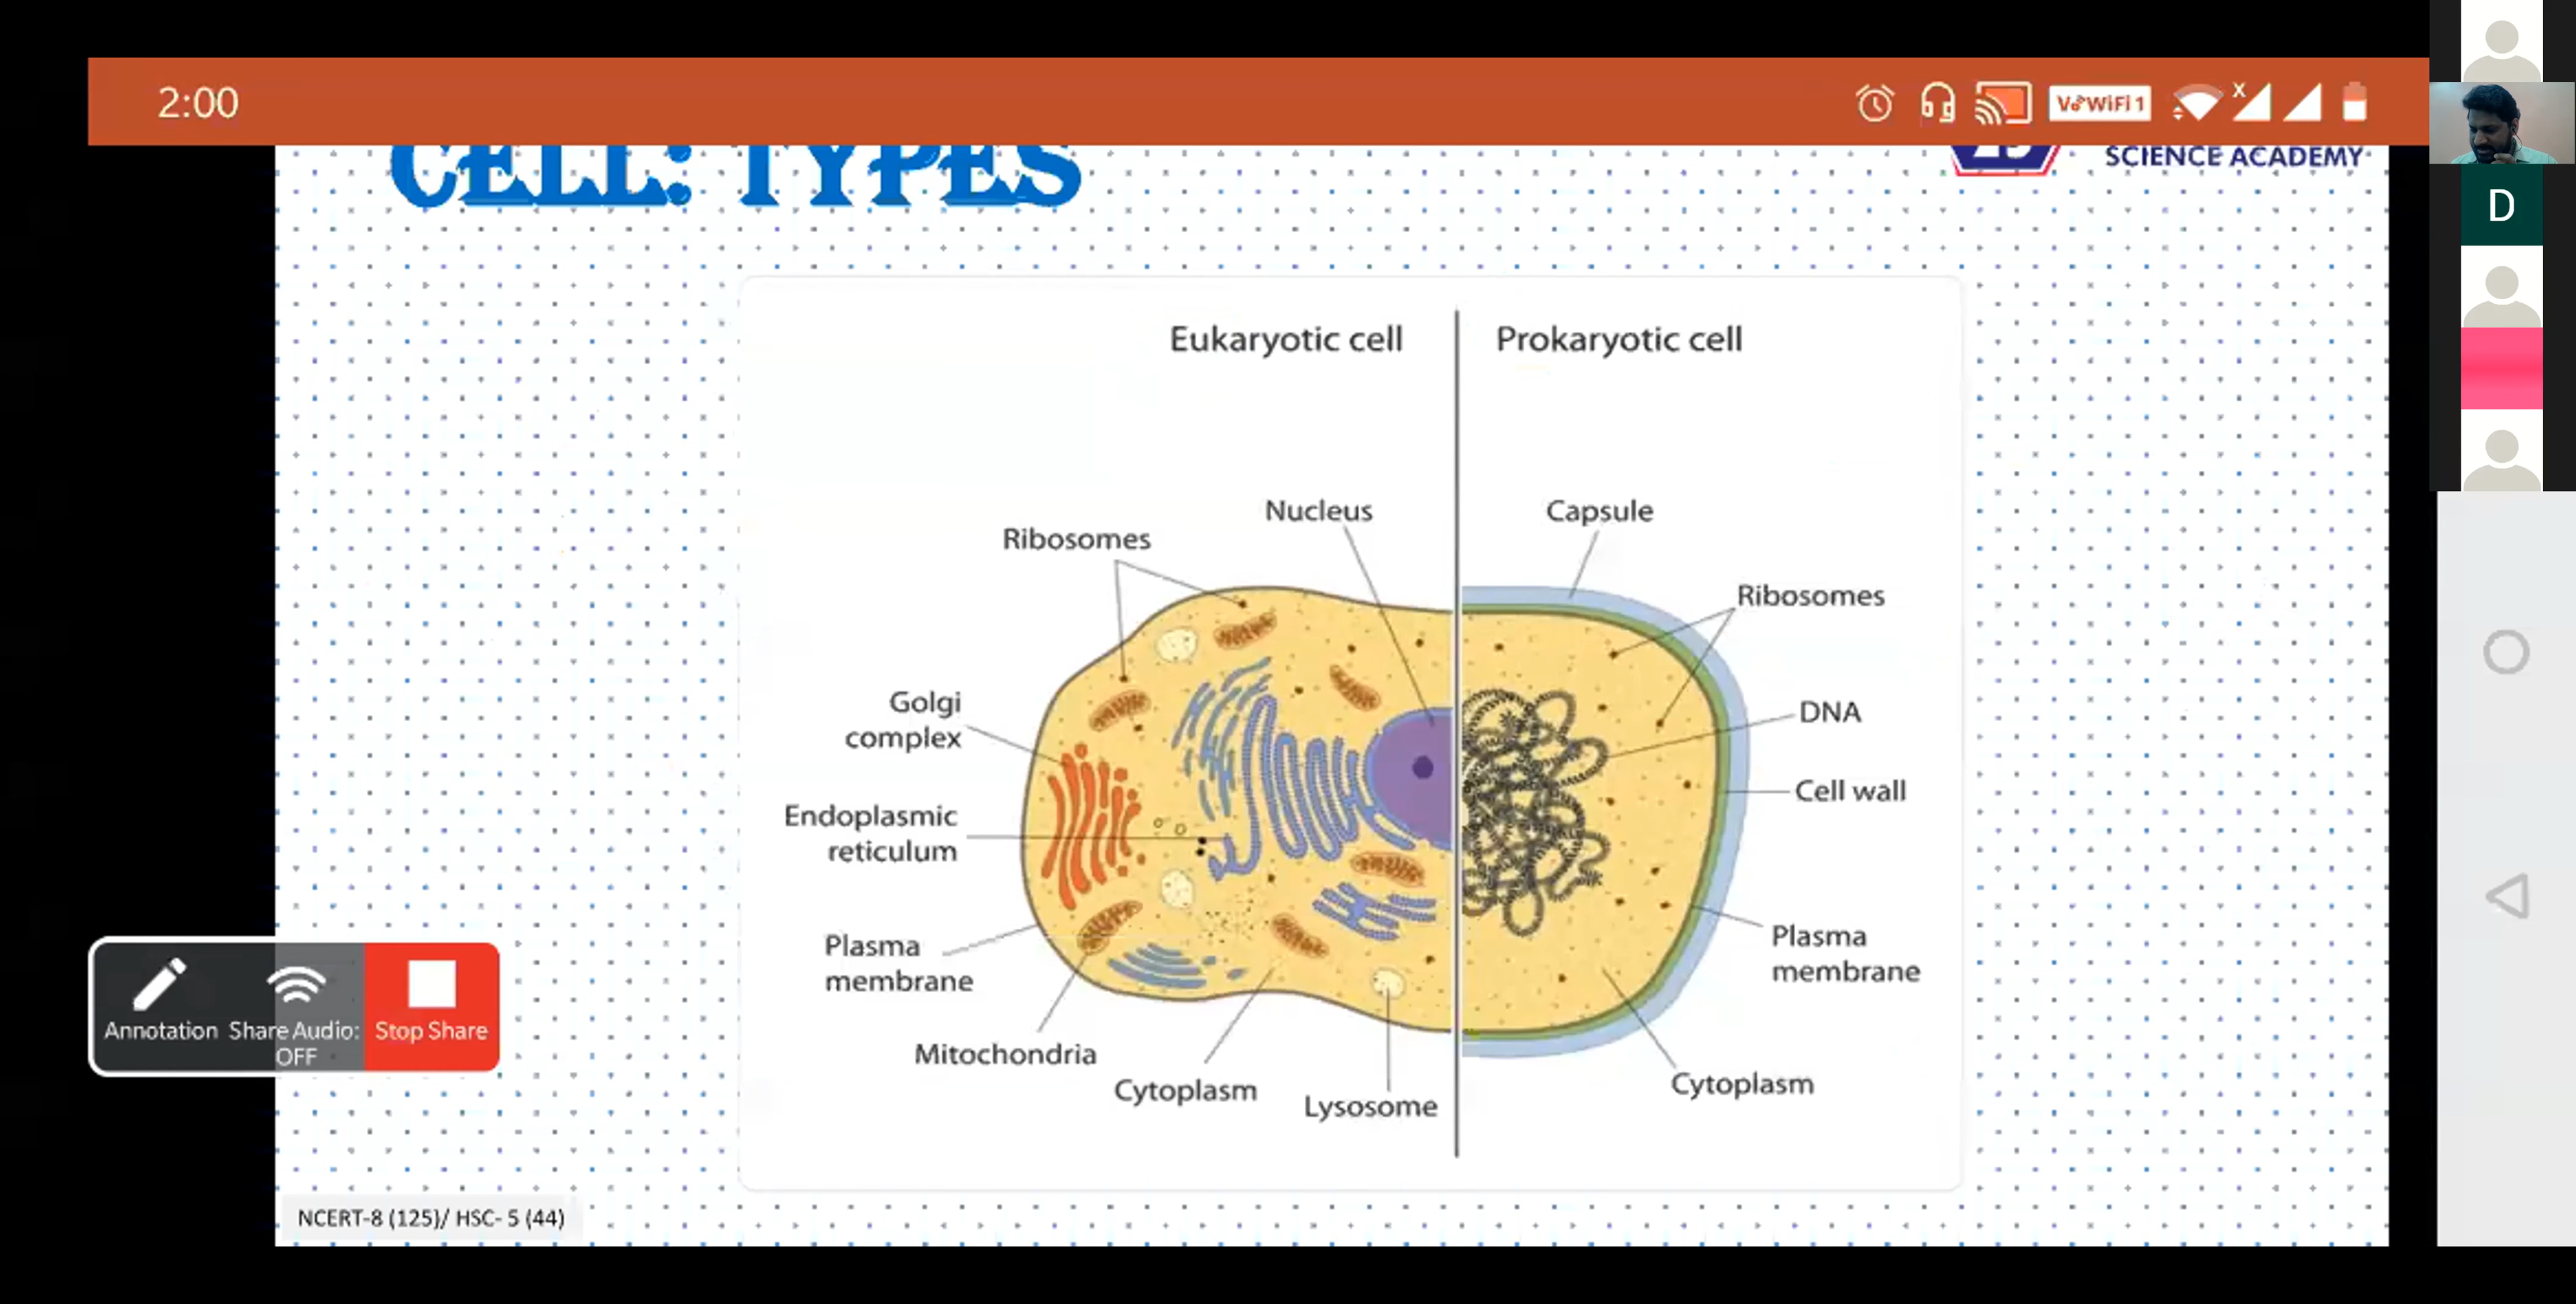 2:00
Vo WiFi 1
CELL: TYPES
SCIENCE ACADEMY
D
Eukaryotic cell
Prokaryotic cell
Nucleus
Capsule
Ribosomes
Ribosomes
Golgi
complex
DNA
Endoplasmic
reticulum
Cell wall
Plasma
membrane
Plasma
membrane
Mitochondria
Cytoplasm
Lysosome
Cytoplasm
Annotation
Share Audio:
OFF
Stop Share
NCERT-8 (125)/ HSC- 5 (44)